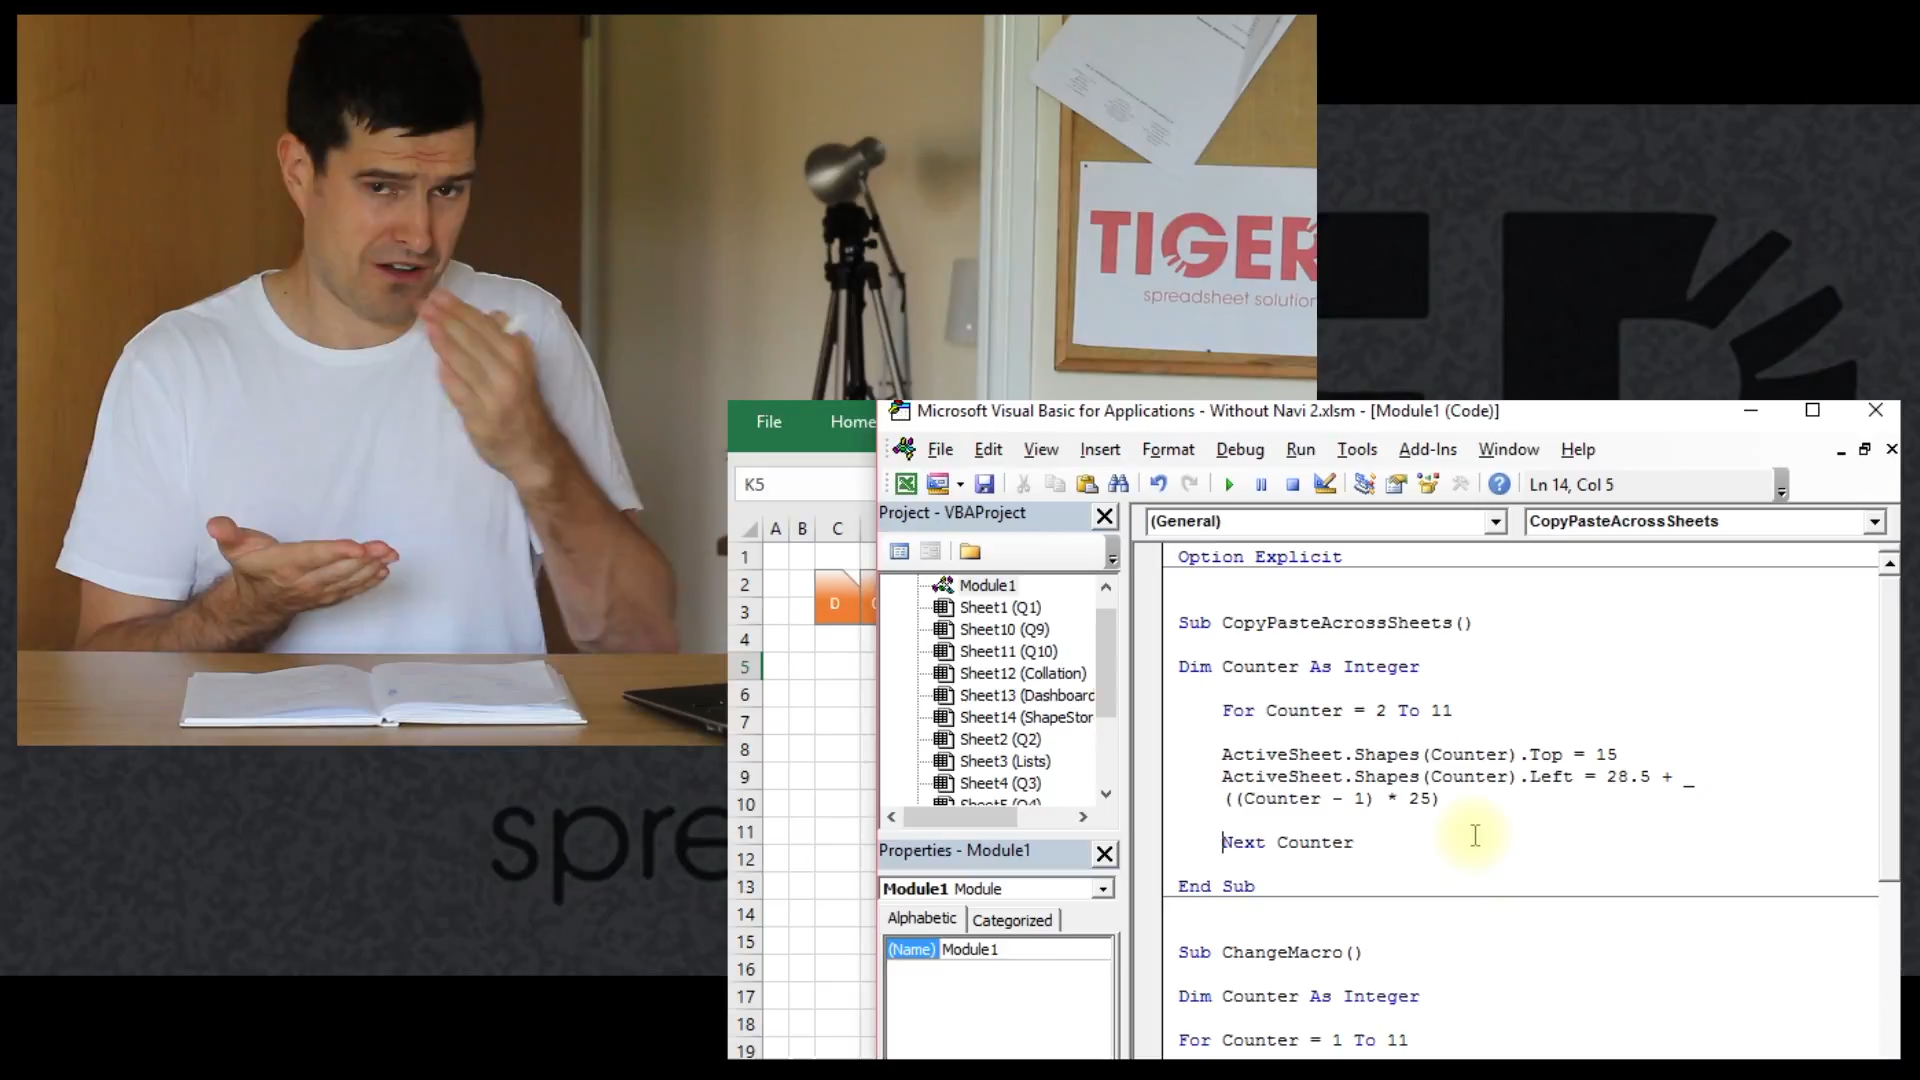 TIGER
spreadsheet solution
spre
File Home
K5
A B C
1
2
3
4
5
6
7
8
9
10
11
12
13
14
15
16
17
18
19
D
Microsoft Visual Basic for Applications - Without Navi 2.xlsm - [Module1 (Code)]
File Edit View Insert Format Debug Run Tools Add-Ins Window Help
Ln 14, Col 5
Project - VBAProject
Module1
Sheet1 (Q1)
Sheet10 (Q9)
Sheet11 (Q10)
Sheet12 (Collation)
Sheet13 (Dashboard
Sheet14 (ShapeStor
Sheet2 (Q2)
Sheet3 (Lists)
Sheet4 (Q3)
Sheet5 (Q4)
Properties - Module1
Module1 Module
Alphabetic Categorized
(Name) Module1
(General) CopyPasteAcrossSheets
Option Explicit
Sub CopyPasteAcrossSheets()
Dim Counter As Integer
For Counter = 2 To 11
ActiveSheet.Shapes(Counter).Top = 15
ActiveSheet.Shapes(Counter).Left = 28.5 + _
((Counter - 1) * 25)
Next Counter
End Sub
Sub ChangeMacro()
Dim Counter As Integer
For Counter = 1 To 11